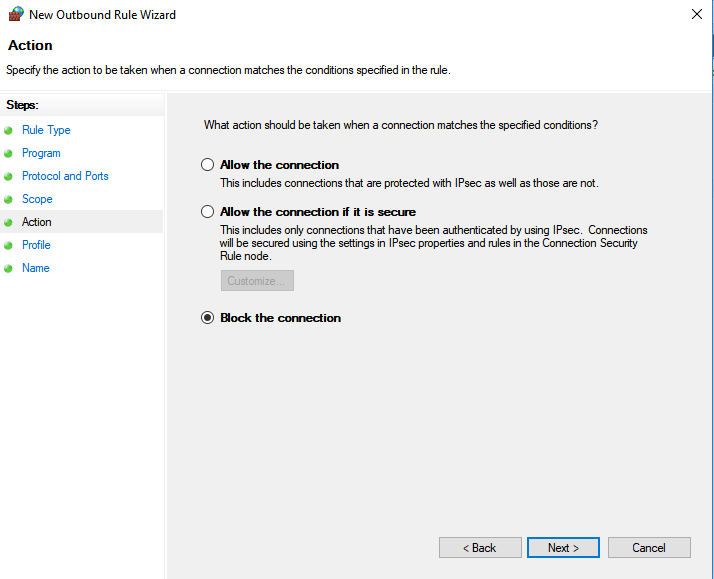 New Outbound Rule Wizard
Action
Specify the action to be taken when a connection matches the conditions specified in the rule.
Steps:
Rule Type
Program
Protocol and Ports
Scope
Action
Profile
Name
What action should be taken when a connection matches the specified conditions?
Allow the connection
This includes connections that are protected with IPsec as well as those are not.
Allow the connection if it is secure
This includes only connections that have been authenticated by using IPsec. Connections
will be secured using the settings in IPsec properties and rules in the Connection Security
Rule node.
Customize...
Block the connection
< Back
Next >
Cancel